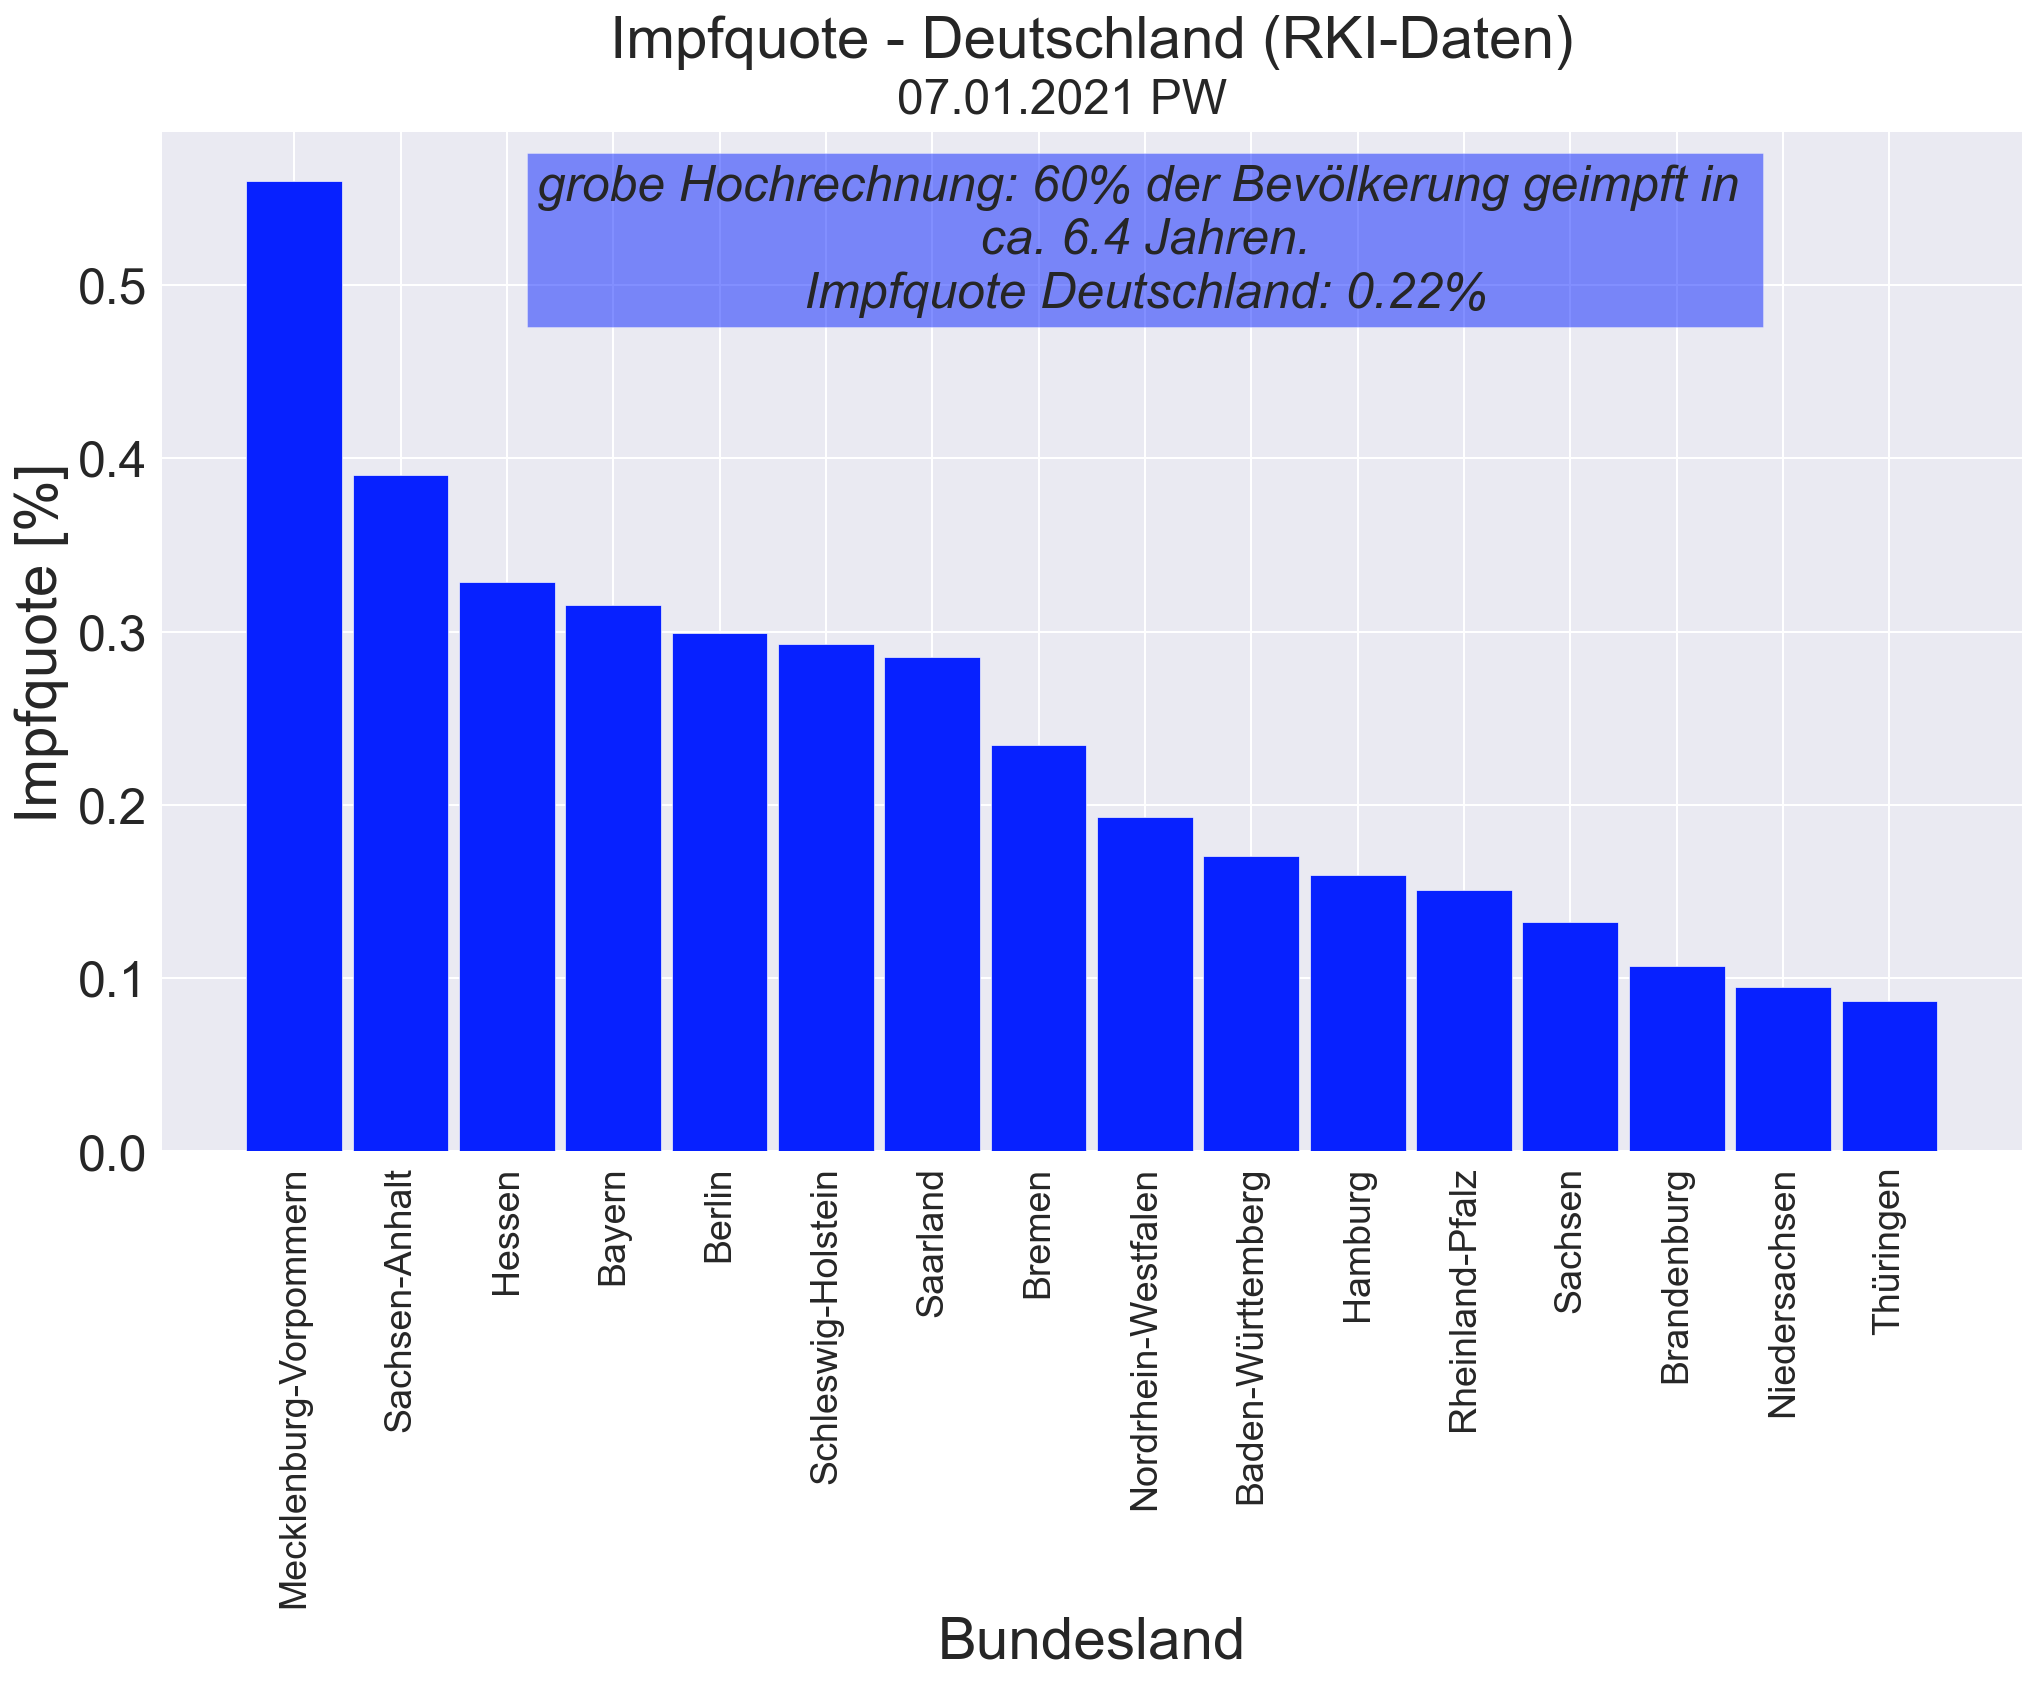 Impfquote - Deutschland (RKI-Daten)
07.01.2021 PW
grobe Hochrechnung: 60% der Bevölkerung geimpft in
ca. 6.4 Jahren.
Impfquote Deutschland: 0.22%
Impfquote [%]
0.5
0.4
0.3
0.2
0.1
0.0
Mecklenburg-Vorpommern
Sachsen-Anhalt
Hessen
Bayern
Berlin
Schleswig-Holstein
Saarland
Bremen
Nordrhein-Westfalen
Baden-Württemberg
Hamburg
Rheinland-Pfalz
Sachsen
Brandenburg
Niedersachsen
Thüringen
Bundesland